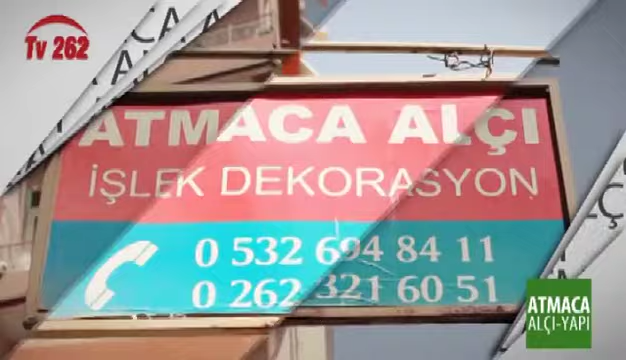 Tv 262
ATMACA ALÇI
İŞLEK DEKORASYON
0 532 694 84 11
0 262 321 60 51
ATMACA
ALÇI-YAPI